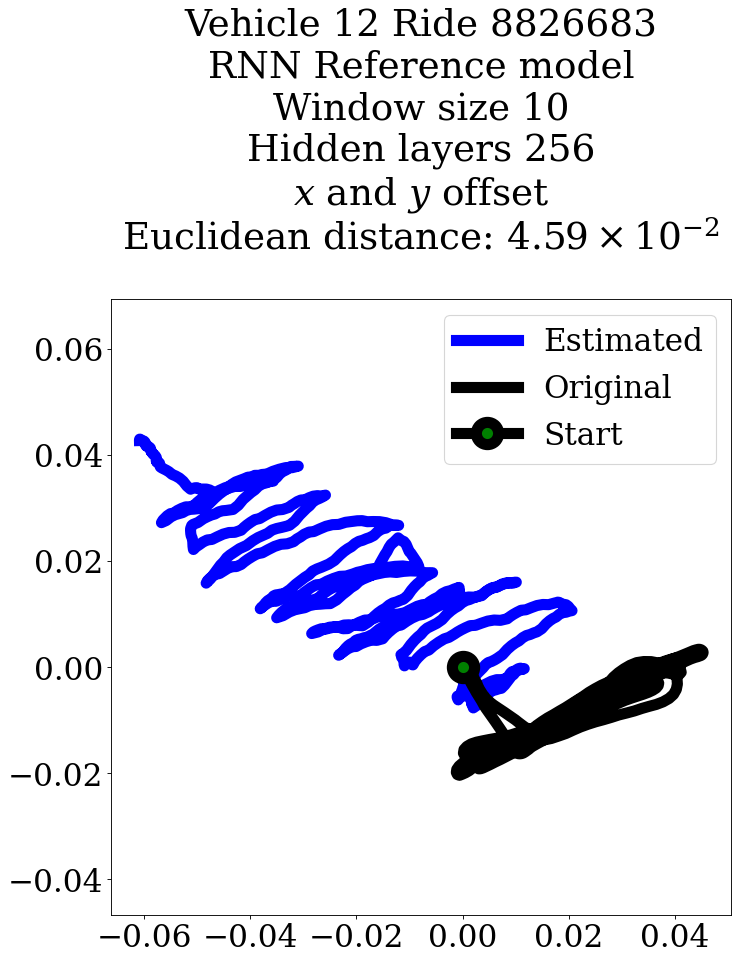 Vehicle 12 Ride 8826683
RNN Reference model
Window size 10
Hidden layers 256
x and y offset
Euclidean distance: 4.59 × 10⁻²
Estimated
Original
Start
0.06
0.04
0.02
0.00
−0.02
−0.04
−0.06 −0.04 −0.02 0.00 0.02 0.04